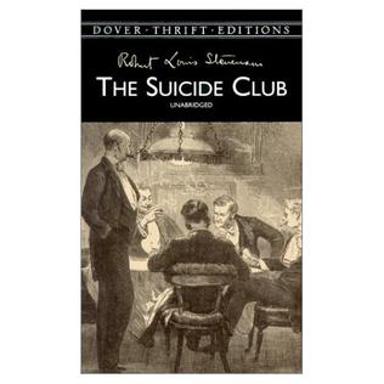 DOVER · THRIFT · EDITIONS
Robert Louis Stevenson
THE SUICIDE CLUB
UNABRIDGED